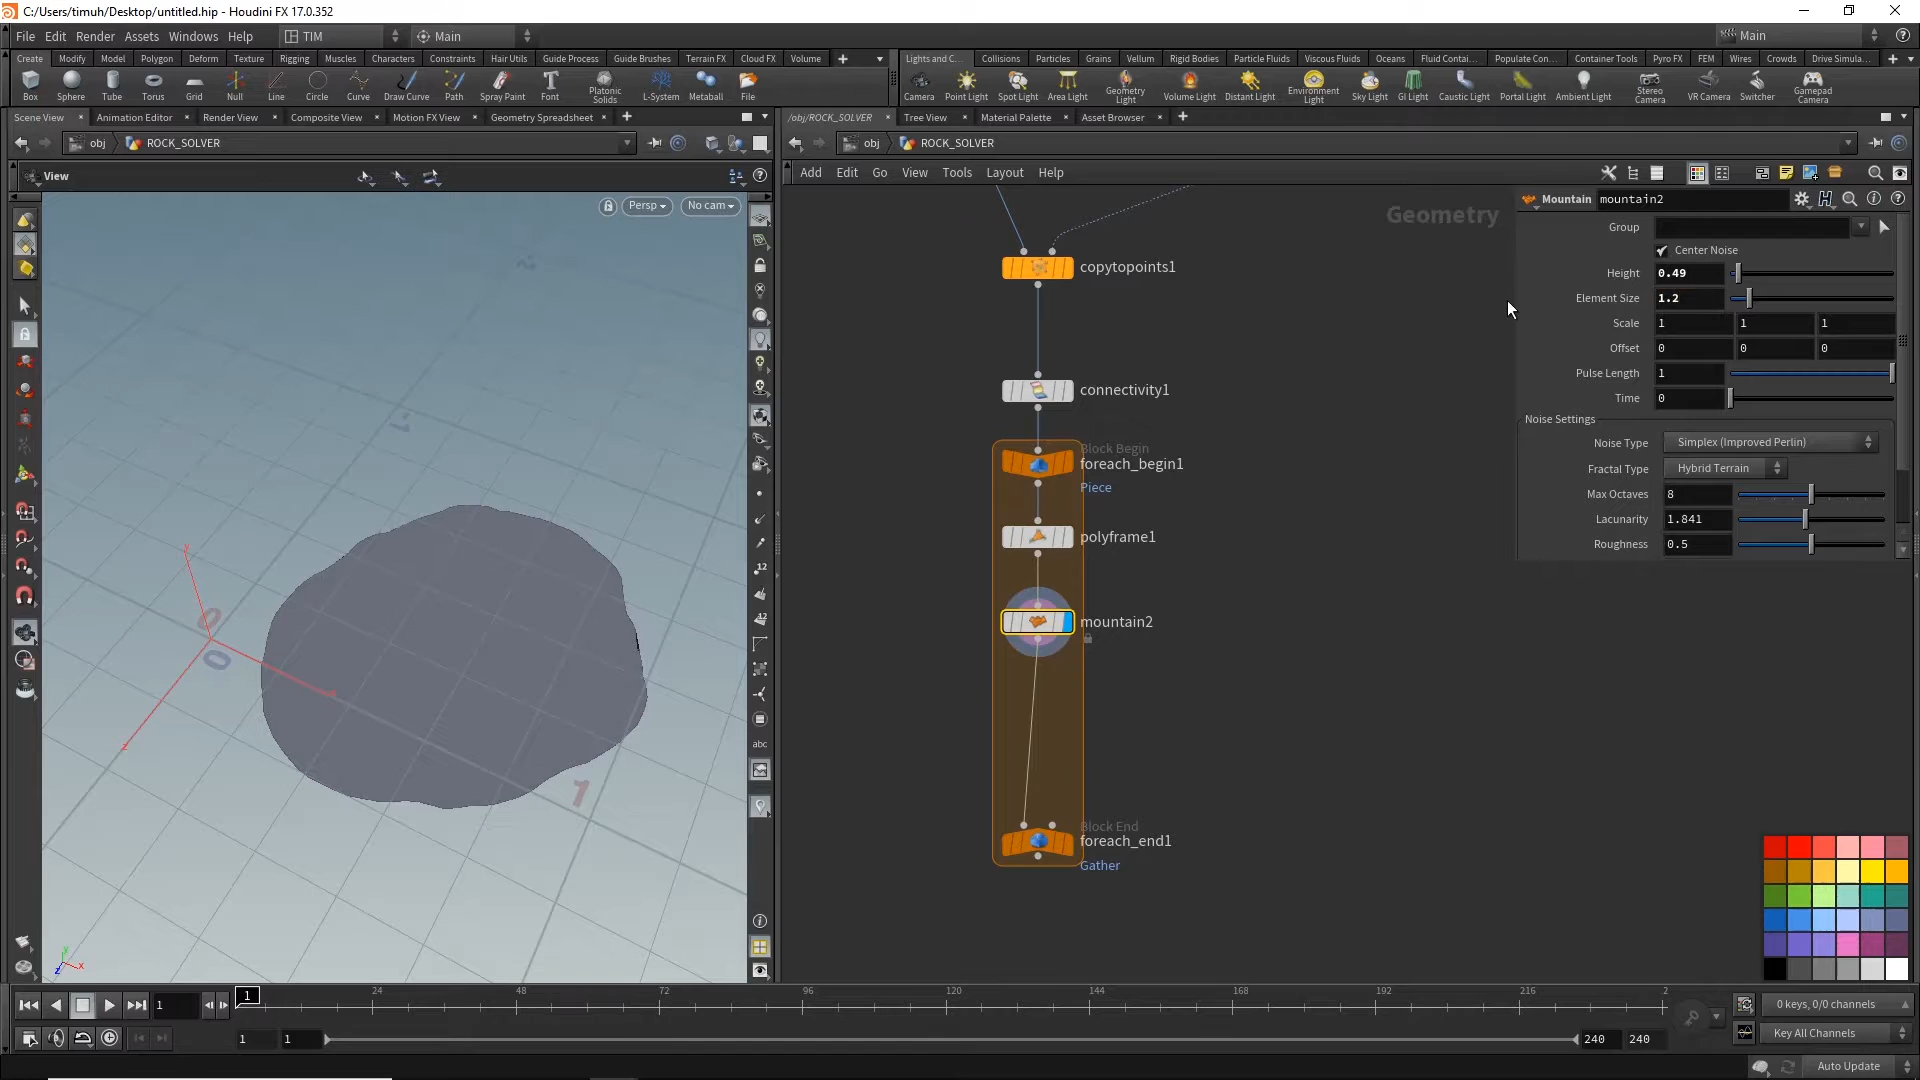 C:/Users/timuh/Desktop/untitled.hip - Houdini FX 17.0.352
File Edit Render Assets Windows Help TIM Main Main
Create Modify Model Polygon Deform Texture Rigging Muscles Characters Constraints Hair Utils Guide Process Guide Brushes Terrain FX Cloud FX Volume
Lights and C... Collisions Particles Grains Vellum Rigid Bodies Particle Fluids Viscous Fluids Oceans Fluid Contai... Populate Con... Container Tools Pyro FX FEM Wires Crowds Drive Simula...
Box Sphere Tube Torus Grid Null Line Circle Curve Draw Curve Path Spray Paint Font Platonic Solids L-System Metaball File
Camera Point Light Spot Light Area Light Geometry Light Volume Light Distant Light Environment Light Sky Light GI Light Caustic Light Portal Light Ambient Light Stereo Camera VR Camera Switcher Gamepad Camera
Scene View Animation Editor Render View Composite View Motion FX View Geometry Spreadsheet
/obj/ROCK_SOLVER Tree View Material Palette Asset Browser
obj ROCK_SOLVER
obj ROCK_SOLVER
View
Add Edit Go View Tools Layout Help
Persp No cam
Geometry
Mountain mountain2
Group
Center Noise
Height 0.49
Element Size 1.2
Scale 1 1 1
Offset 0 0 0
Pulse Length 1
Time 0
Noise Settings
Noise Type Simplex (Improved Perlin)
Fractal Type Hybrid Terrain
Max Octaves 8
Lacunarity 1.841
Roughness 0.5
copytopoints1
connectivity1
Block Begin
foreach_begin1
Piece
polyframe1
mountain2
Block End
foreach_end1
Gather
12
12
abc
y
z
0
0
1
y
x
z
1
1 24 48 72 96 120 144 168 192 216 2
1 1 240 240
0 keys, 0/0 channels
Key All Channels
Auto Update